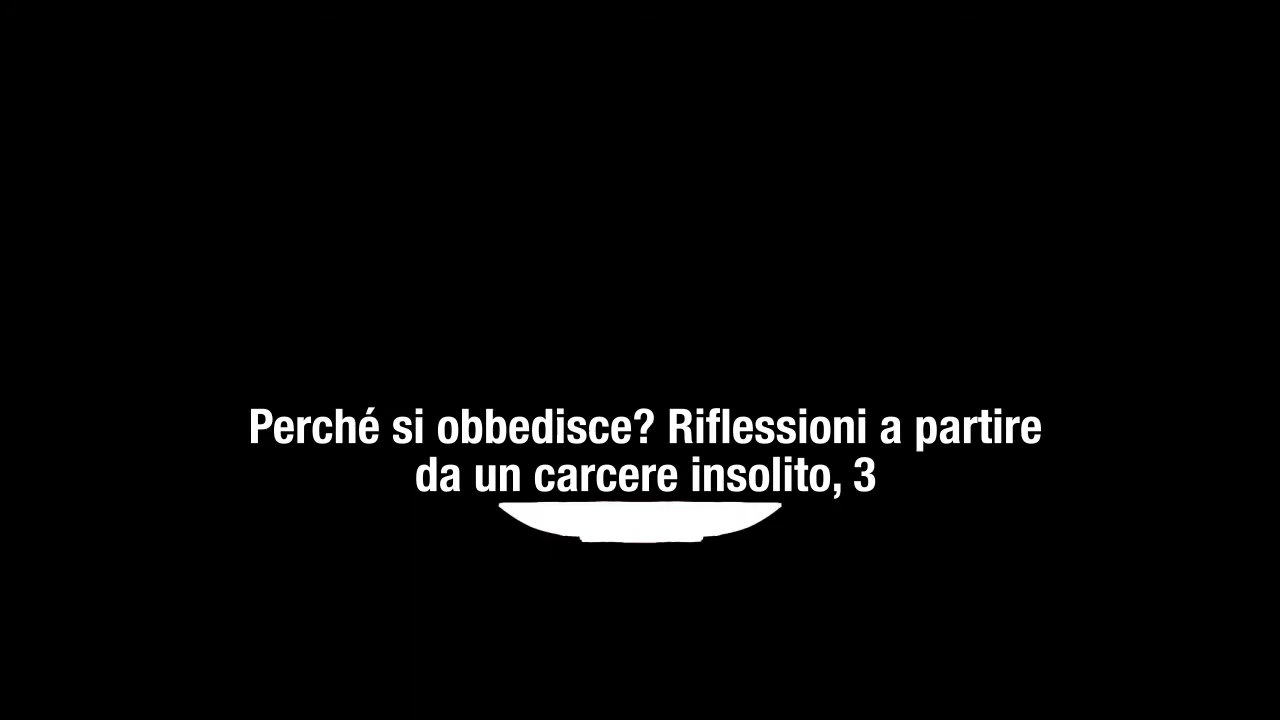 Perché si obbedisce? Riflessioni a partire
da un carcere insolito, 3